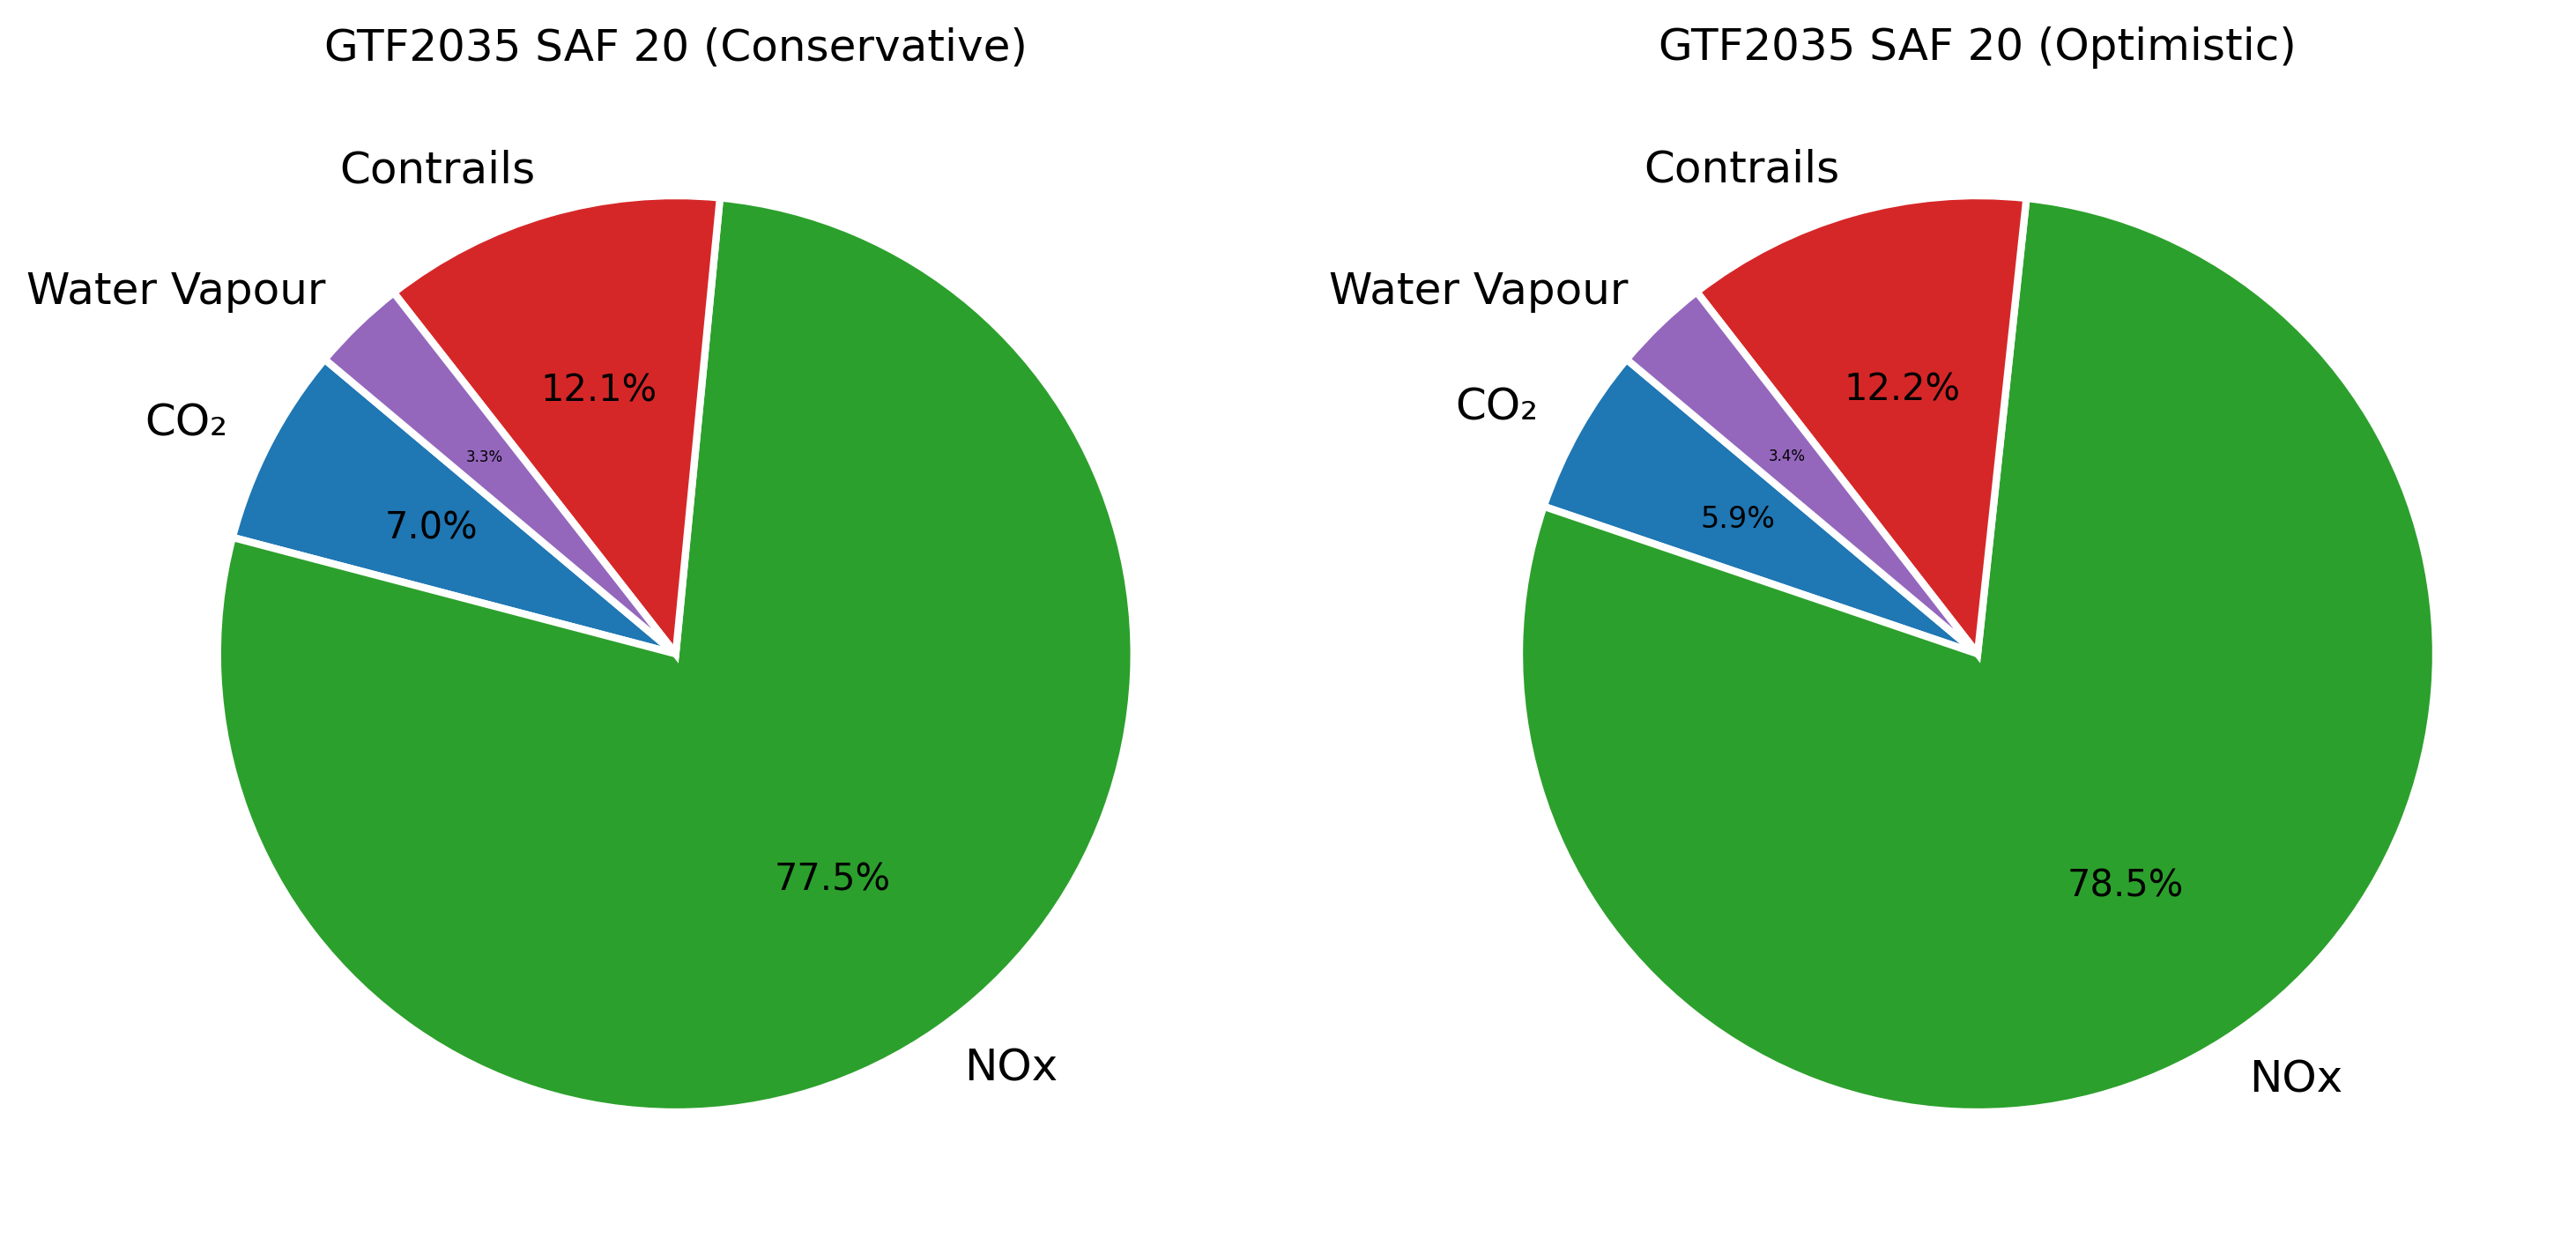 GTF2035 SAF 20 (Conservative)
Contrails
Water Vapour
CO₂
12.1%
3.3%
7.0%
77.5%
NOx
GTF2035 SAF 20 (Optimistic)
Contrails
Water Vapour
CO₂
12.2%
3.4%
5.9%
78.5%
NOx